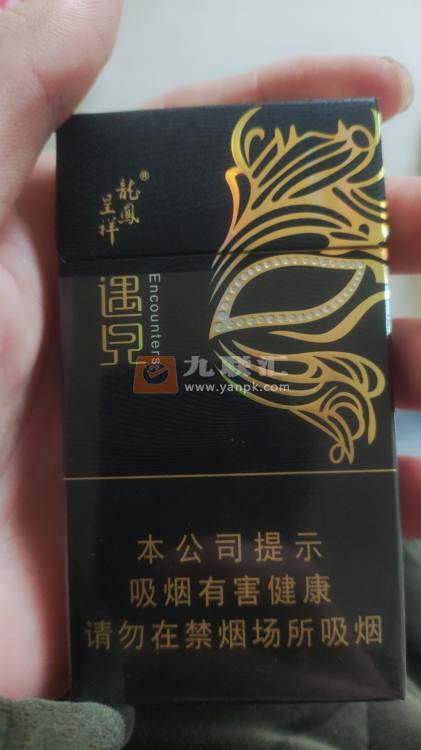 龍鳳®
呈祥
遇見
Encounters
九联汇
www.yanpk.com
本公司提示
吸烟有害健康
请勿在禁烟场所吸烟